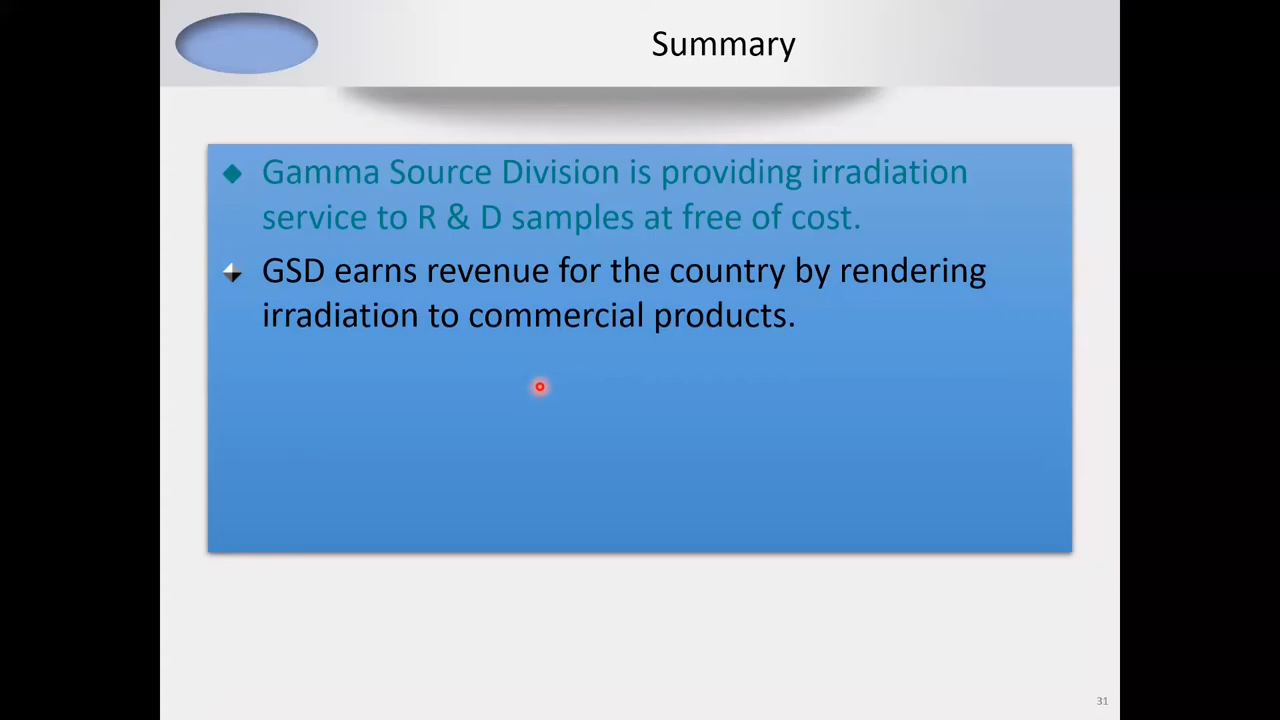 Summary
Gamma Source Division is providing irradiation
service to R & D samples at free of cost.
GSD earns revenue for the country by rendering
irradiation to commercial products.
31